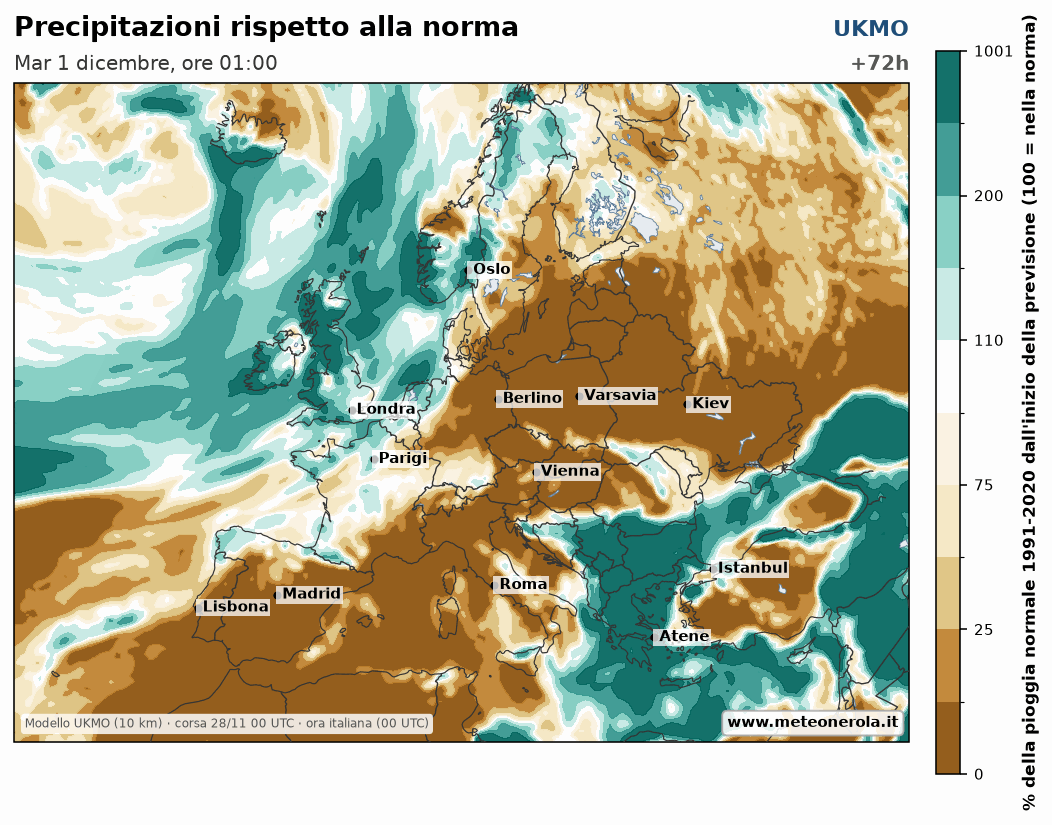 Precipitazioni rispetto alla norma
UKMO
Mar 1 dicembre, ore 01:00
+72h
Oslo
Londra
Berlino
Varsavia
Kiev
Parigi
Vienna
Istanbul
Roma
Madrid
Lisbona
Atene
Modello UKMO (10 km) · corsa 28/11 00 UTC · ora italiana (00 UTC)
www.meteonerola.it
1001
200
110
75
25
0
% della pioggia normale 1991-2020 dall'inizio della previsione (100 = nella norma)